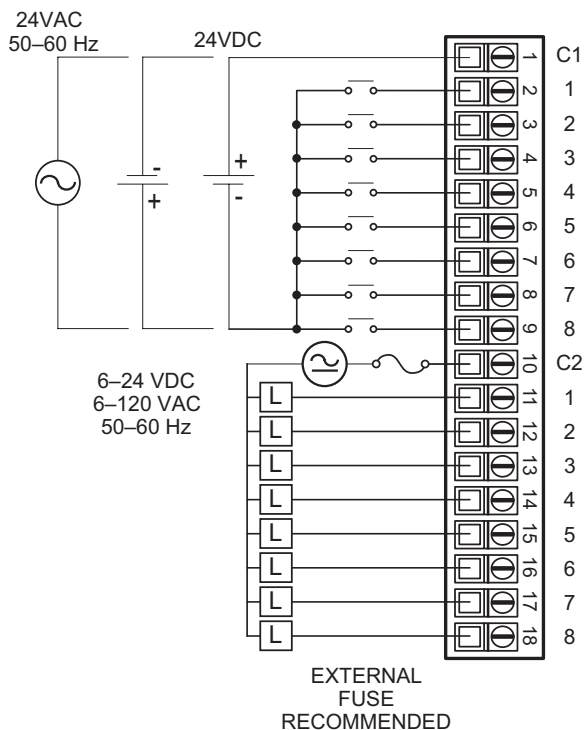 24VAC
50–60 Hz
24VDC
- +
+ -
1 C1
2 1
3 2
4 3
5 4
6 5
7 6
8 7
9 8
10 C2
11 1
12 2
13 3
14 4
15 5
16 6
17 7
18 8
6–24 VDC
6–120 VAC
50–60 Hz
L
L
L
L
L
L
L
L
EXTERNAL
FUSE
RECOMMENDED